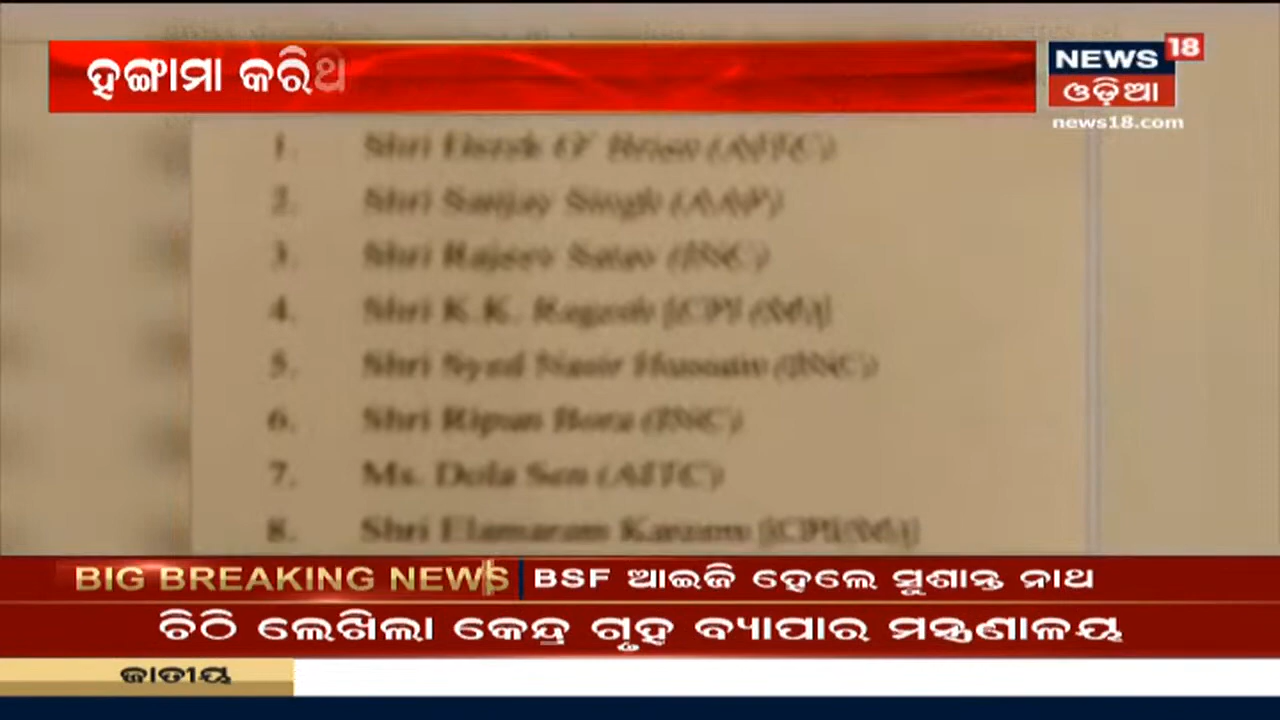 ହଙ୍ଗାମା କରିଥ
NEWS 18
ଓଡ଼ିଆ
news18.com
1. Shri Derek O' Brien (AITC)
2. Shri Sanjay Singh (AAP)
3. Shri Rajeev Satav (INC)
4. Shri K.K. Ragesh [CPI (M)]
5. Shri Syed Nasir Hussain (INC)
6. Shri Ripun Bora (INC)
7. Ms. Dola Sen (AITC)
8. Shri Elamaram Kareem [CPI(M)]
BIG BREAKING NEWS BSF ଆଇଜି ହେଲେ ସୁଶାନ୍ତ ନାଥ
ଚିଠି ଲେଖିଲା କେନ୍ଦ୍ର ଗୃହ ବ୍ୟାପାର ମନ୍ତ୍ରଣାଳୟ
ଜାତୀୟ